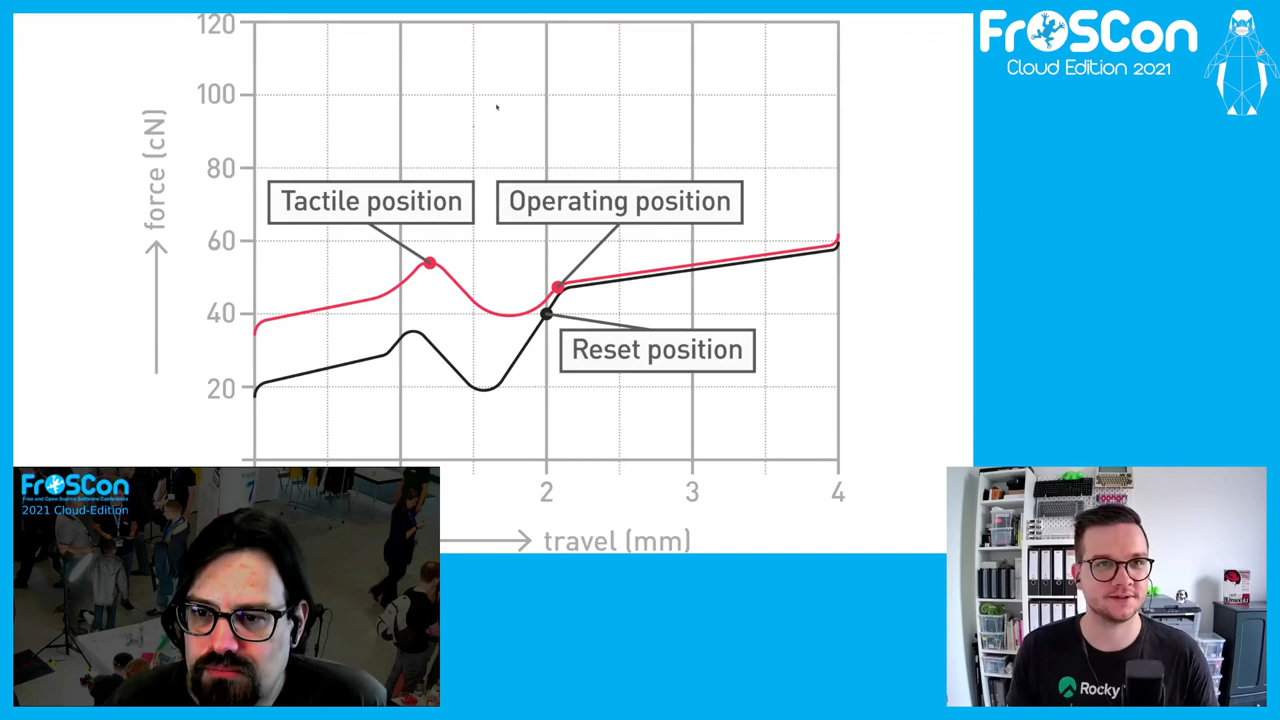 120
100
80
60
40
20
force (cN)
Tactile position
Operating position
Reset position
2
3
4
travel (mm)
FrOSCon
Cloud Edition 2021
FrOSCon
Free and Open Source Software Conference
2021 Cloud-Edition
7
Rocky